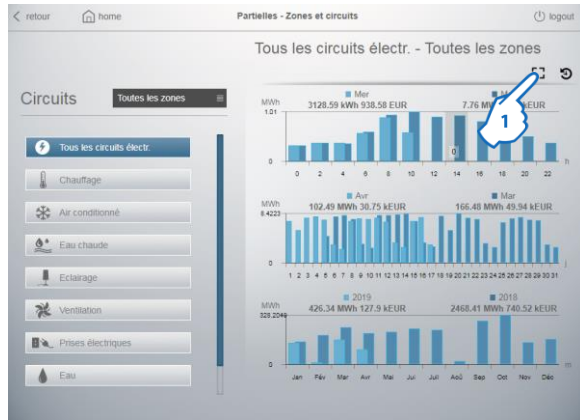 retour
home
Partielles - Zones et circuits
logout
Tous les circuits électr. - Toutes les zones
Circuits
Toutes les zones
Tous les circuits électr.
Chauffage
Air conditionné
Eau chaude
Eclairage
Ventilation
Prises électriques
Eau
1
MWh
Mer
3128.59 kWh 938.58 EUR
7.76 EUR
1.01
0
0
0 2 4 6 8 10 12 14 16 18 20 22 h
MWh
Avr
Mar
102.49 MWh 30.75 kEUR
166.48 MWh 49.94 kEUR
8.4223
0
1 2 3 4 5 6 7 8 9 10 11 12 13 14 15 16 17 18 19 20 21 22 23 24 25 26 27 28 29 30 31 j
MWh
2019
2018
426.34 MWh 127.9 kEUR
2468.41 MWh 740.52 kEUR
328.2049
0
Jan Fév Mar Avr Mai Jui Juil Aoû Sep Oct Nov Déc